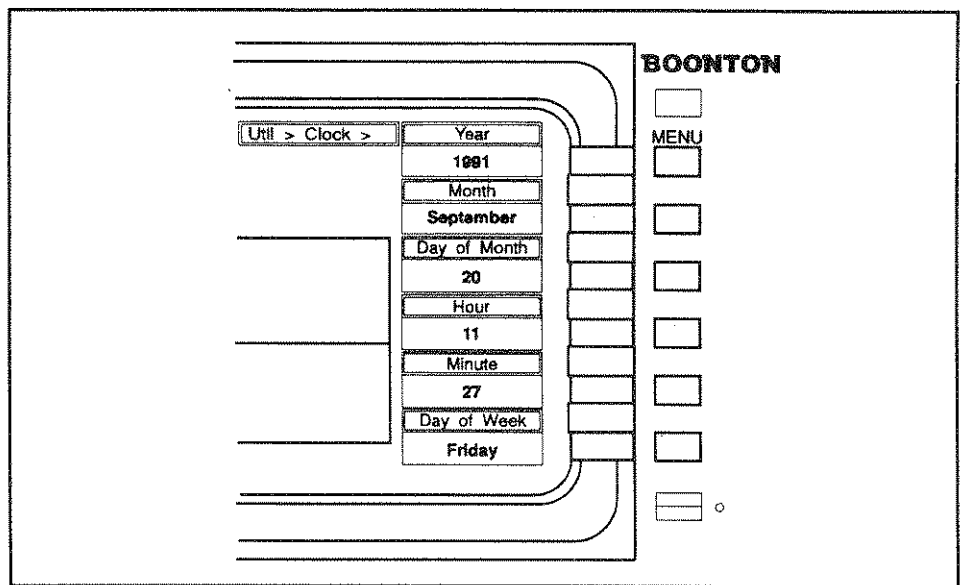 BOONTON
MENU
Util > Clock >
Year
1991
Month
September
Day of Month
20
Hour
11
Minute
27
Day of Week
Friday